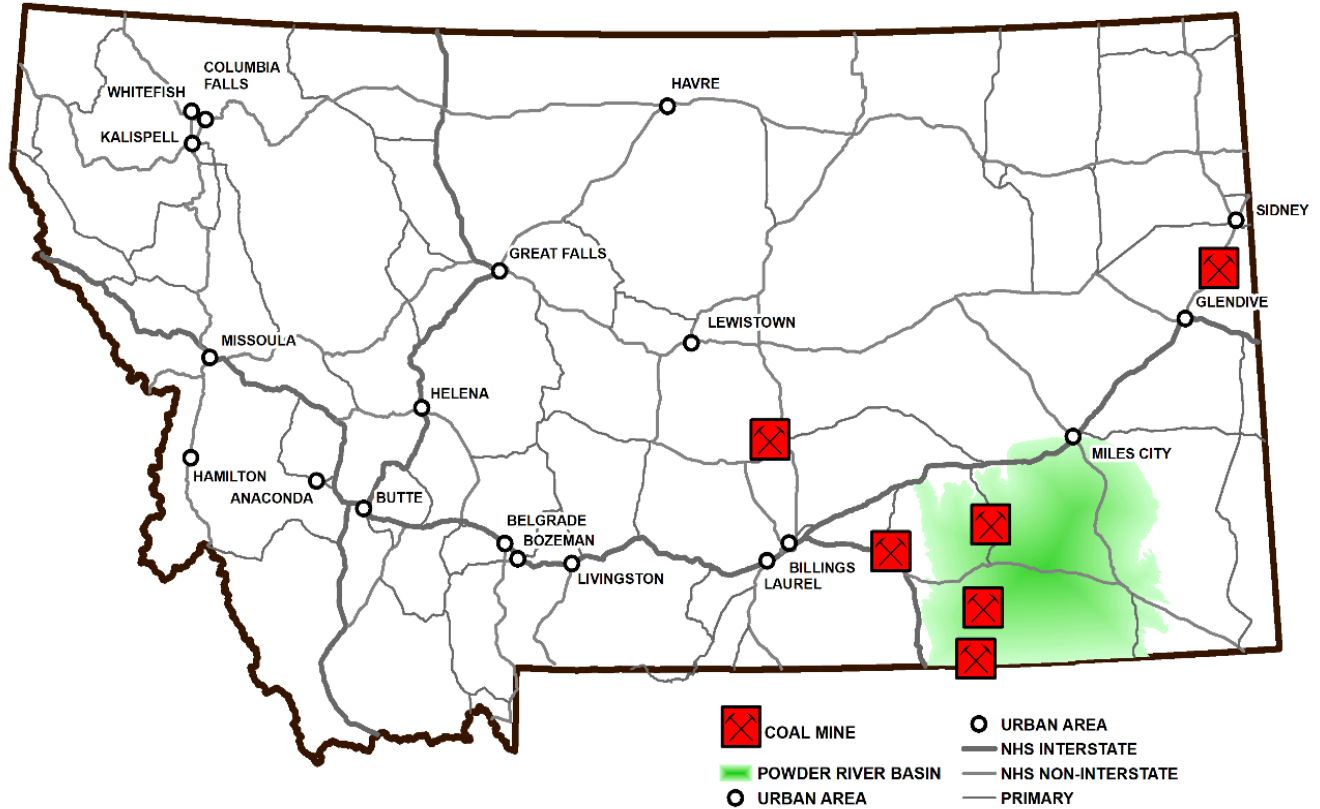 COLUMBIA
FALLS
WHITEFISH
KALISPELL
HAVRE
SIDNEY
GREAT FALLS
GLENDIVE
LEWISTOWN
MISSOULA
HELENA
MILES CITY
HAMILTON
ANACONDA
BUTTE
BELGRADE
BOZEMAN
LIVINGSTON
BILLINGS
LAUREL
COAL MINE
POWDER RIVER BASIN
URBAN AREA
URBAN AREA
NHS INTERSTATE
NHS NON-INTERSTATE
PRIMARY